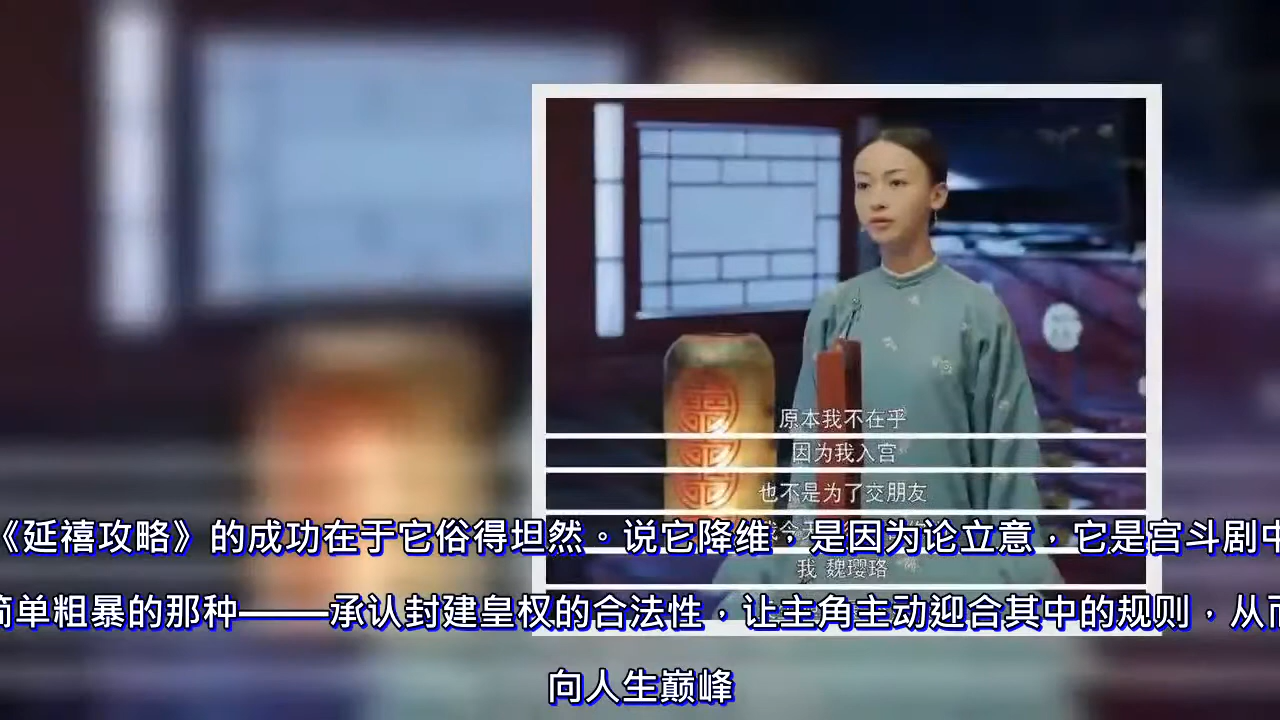 原本我不在乎
因为我入宫
也不是为了交朋友
我 魏璎珞
《延禧攻略》的成功在于它俗得坦然。说它降维，是因为论立意，它是宫斗剧中
简单粗暴的那种——承认封建皇权的合法性，让主角主动迎合其中的规则，从而
向人生巅峰